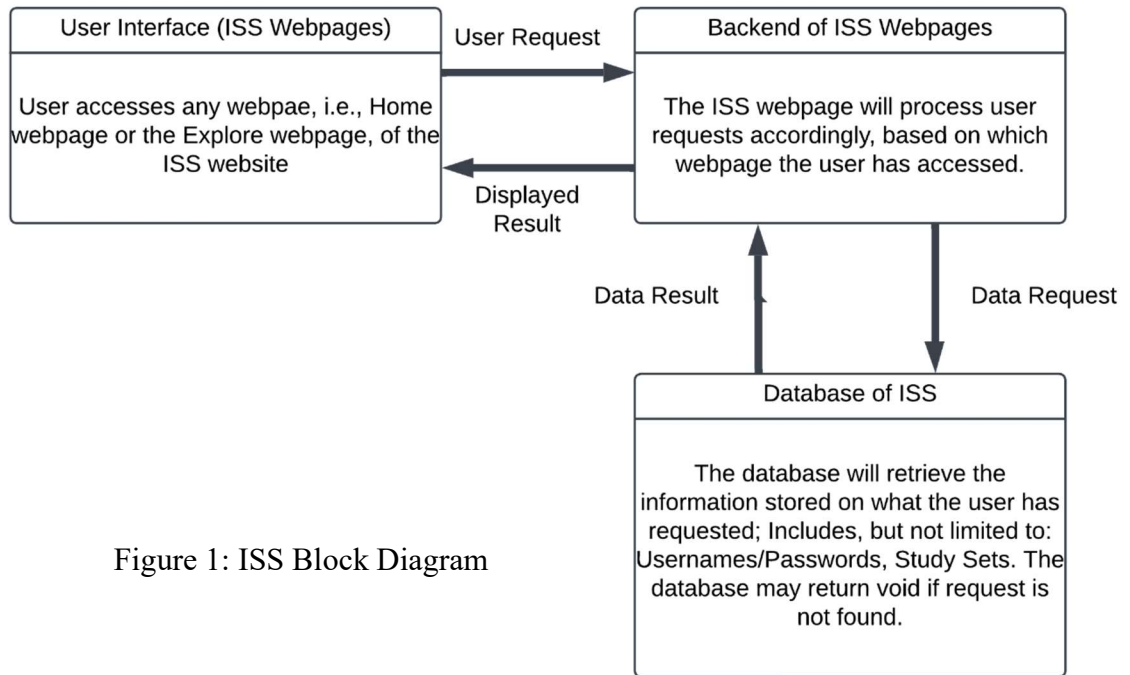 User Interface (ISS Webpages)
User accesses any webpae, i.e., Home
webpage or the Explore webpage, of the
ISS website
User Request
Displayed
Result
Backend of ISS Webpages
The ISS webpage will process user
requests accordingly, based on which
webpage the user has accessed.
Data Result
Data Request
Database of ISS
The database will retrieve the
information stored on what the user has
requested; Includes, but not limited to:
Usernames/Passwords, Study Sets. The
database may return void if request is
not found.
Figure 1: ISS Block Diagram